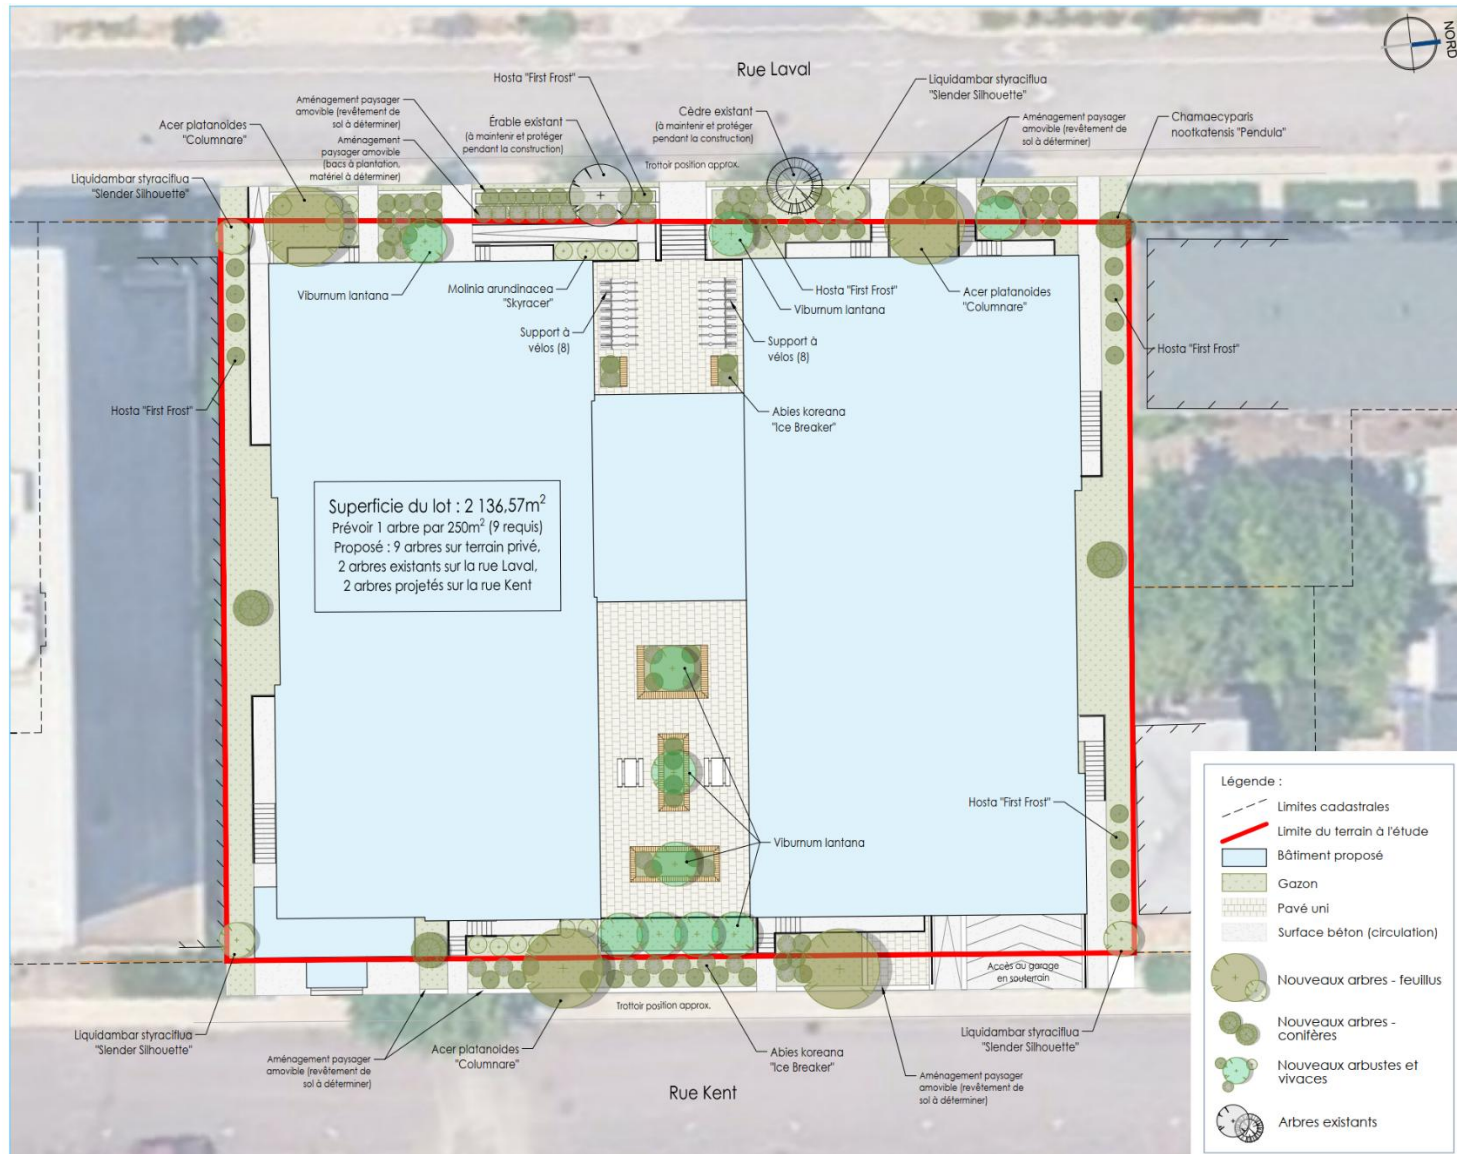 NORD
Rue Laval
Hosta "First Frost"
Liquidambar styraciflua
"Slender Silhouette"
Aménagement paysager
amovible (revêtement de
sol à déterminer)
Érable existant
(à maintenir et protéger
pendant la construction)
Cèdre existant
(à maintenir et protéger
pendant la construction)
Aménagement paysager
amovible (revêtement de
sol à déterminer)
Chamaecyparis
nootkatensis "Pendula"
Acer platanoides
"Columnare"
Aménagement
paysager amovible
(bacs à plantation,
matériel à déterminer)
Trottoir position approx.
Liquidambar styraciflua
"Slender Silhouette"
Viburnum lantana
Molinia arundinacea
"Skyracer"
Hosta "First Frost"
Viburnum lantana
Acer platanoides
"Columnare"
Support à
vélos (8)
Support à
vélos (8)
Hosta "First Frost"
Hosta "First Frost"
Abies koreana
"Ice Breaker"
Superficie du lot : 2 136,57m²
Prévoir 1 arbre par 250m² (9 requis)
Proposé : 9 arbres sur terrain privé,
2 arbres existants sur la rue Laval,
2 arbres projetés sur la rue Kent
Hosta "First Frost"
Viburnum lantana
Accès au garage
en souterrain
Trottoir position approx.
Liquidambar styraciflua
"Slender Silhouette"
Aménagement paysager
amovible (revêtement de
sol à déterminer)
Acer platanoides
"Columnare"
Abies koreana
"Ice Breaker"
Liquidambar styraciflua
"Slender Silhouette"
Aménagement paysager
amovible (revêtement de
sol à déterminer)
Rue Kent
Légende :
Limites cadastrales
Limite du terrain à l'étude
Bâtiment proposé
Gazon
Pavé uni
Surface béton (circulation)
Nouveaux arbres - feuillus
Nouveaux arbres -
conifères
Nouveaux arbustes et
vivaces
Arbres existants